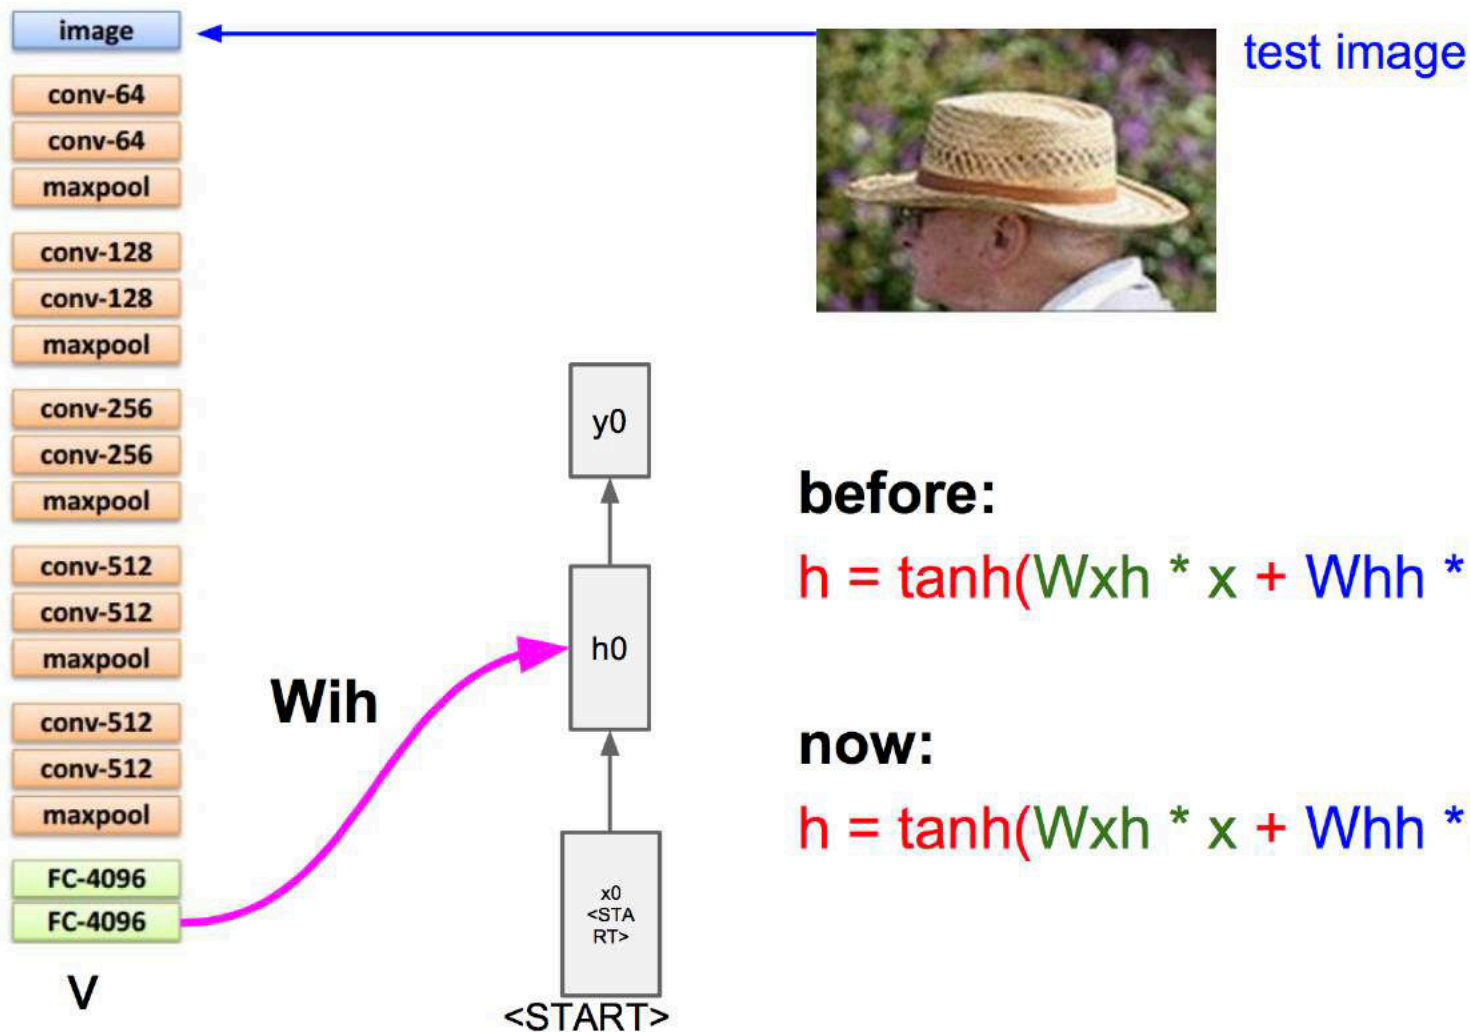 image
test image
conv-64
conv-64
maxpool
conv-128
conv-128
maxpool
conv-256
conv-256
maxpool
conv-512
conv-512
maxpool
conv-512
conv-512
maxpool
FC-4096
FC-4096
v
Wih
y0
h0
x0
<STA
RT>
<START>
before:
h = tanh(Wxh * x + Whh *
now:
h = tanh(Wxh * x + Whh *